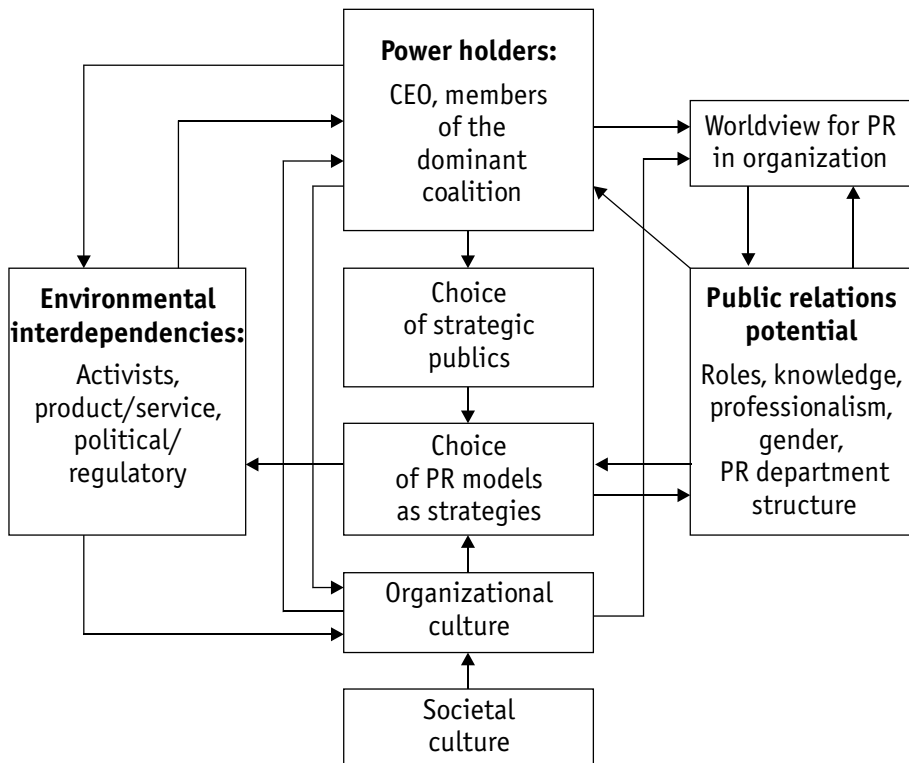 Power holders:
CEO, members
of the
dominant
coalition
Worldview for PR
in organization
Environmental
interdependencies:
Activists,
product/service,
political/
regulatory
Choice
of strategic
publics
Public relations
potential
Roles, knowledge,
professionalism,
gender,
PR department
structure
Choice
of PR models
as strategies
Organizational
culture
Societal
culture